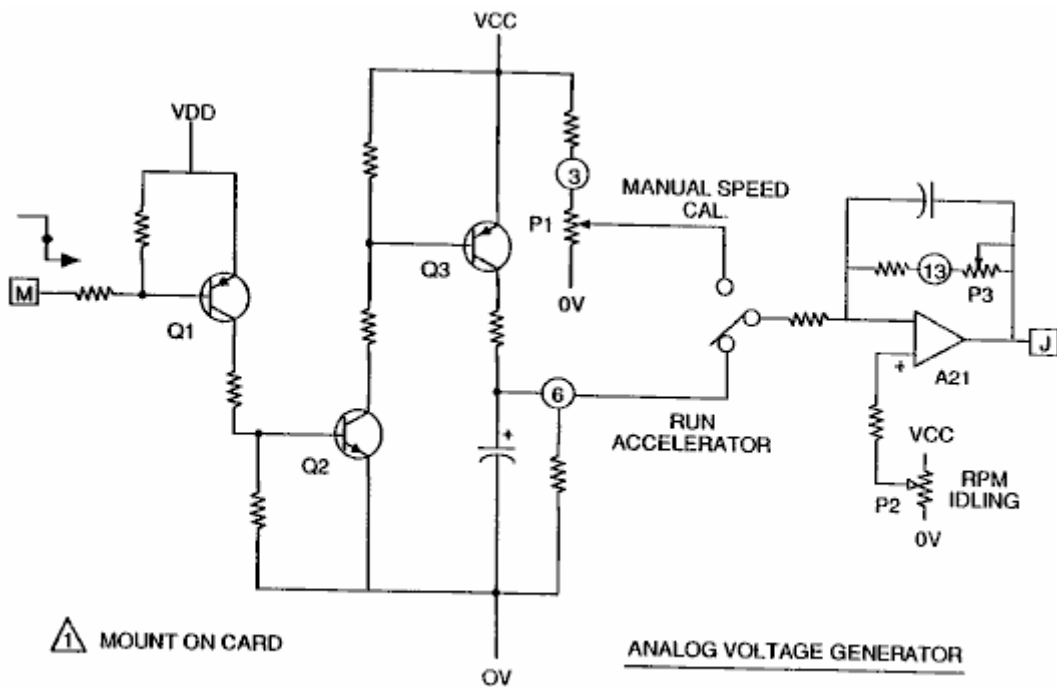 VCC
VDD
3
MANUAL SPEED
CAL.
P1
Q3
13
P3
M
0V
J
Q1
+
A21
6
+
RUN
ACCELERATOR
VCC
Q2
RPM
IDLING
P2
0V
1 MOUNT ON CARD
ANALOG VOLTAGE GENERATOR
OV